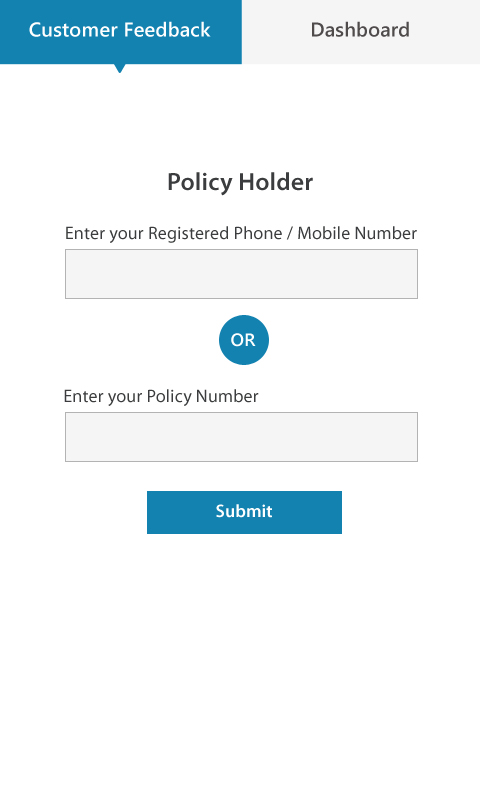 Customer Feedback
Dashboard
Policy Holder
Enter your Registered Phone / Mobile Number
OR
Enter your Policy Number
Submit